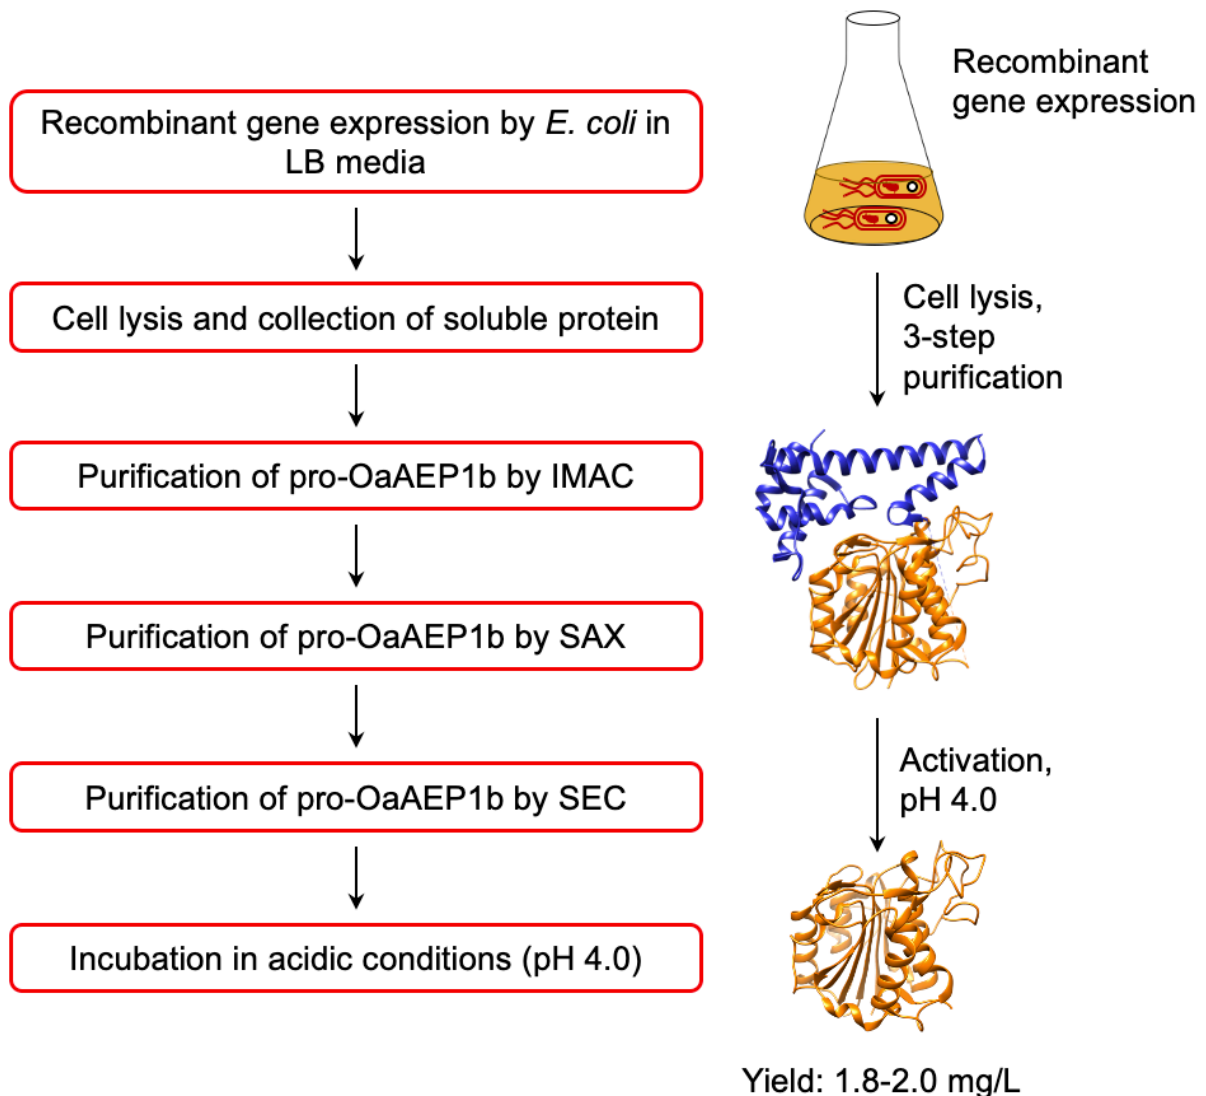 Recombinant gene expression by E. coli in
LB media
Cell lysis and collection of soluble protein
Purification of pro-OaAEP1b by IMAC
Purification of pro-OaAEP1b by SAX
Purification of pro-OaAEP1b by SEC
Incubation in acidic conditions (pH 4.0)
Recombinant
gene expression
Cell lysis,
3-step
purification
Activation,
pH 4.0
Yield: 1.8-2.0 mg/L